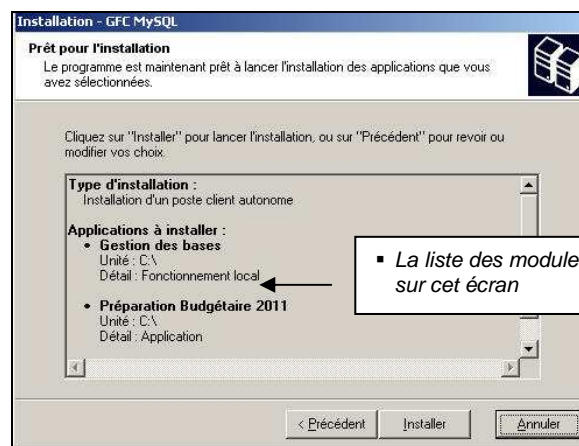 Installation - GFC MySQL
Prêt pour l'installation
Le programme est maintenant prêt à lancer l'installation des applications que vous
avez sélectionnées.
Cliquez sur "Installer" pour lancer l'installation, ou sur "Précédent" pour revoir ou
modifier vos choix.
Type d'installation :
Installation d'un poste client autonome
Applications à installer :
• Gestion des bases
Unité : C:\
Détail : Fonctionnement local
▪ La liste des module
sur cet écran
• Préparation Budgétaire 2011
Unité : C:\
Détail : Application
< Précédent
Installer
Annuler